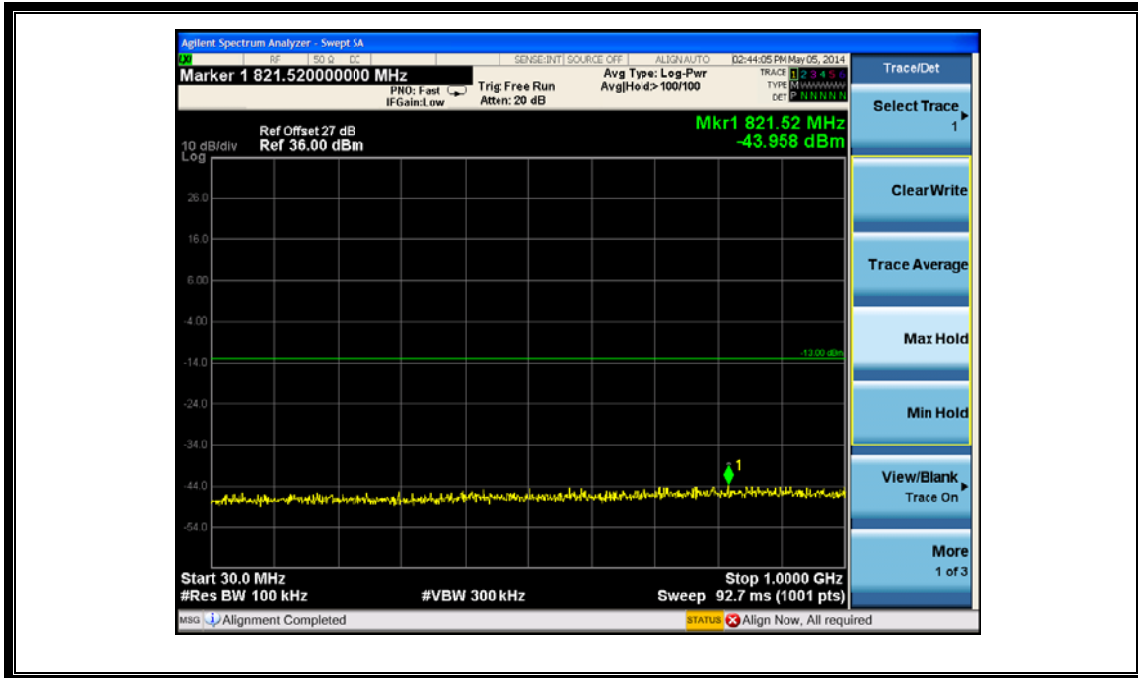 Agilent Spectrum Analyzer - Swept SA
RF 50 Ω DC SENSE:INT SOURCE OFF ALIGN AUTO 02:44:05 PM May 05, 2014
Marker 1 821.520000000 MHz
PNO: Fast
IFGain:Low
Trig: Free Run
Atten: 20 dB
Avg Type: Log-Pwr
Avg|Hold:>100/100
TRACE 1 2 3 4 5 6
TYPE M W W W W W
DET P N N N N N
Ref Offset 27 dB
10 dB/div Ref 36.00 dBm
Log
Mkr1 821.52 MHz
-43.958 dBm
26.0
16.0
6.00
-4.00
-13.00 dBm
-14.0
-24.0
-34.0
1
-44.0
-54.0
Start 30.0 MHz
#Res BW 100 kHz
#VBW 300 kHz
Stop 1.0000 GHz
Sweep 92.7 ms (1001 pts)
MSG Alignment Completed
STATUS Align Now, All required
Trace/Det
Select Trace
1
Clear Write
Trace Average
Max Hold
Min Hold
View/Blank
Trace On
More
1 of 3